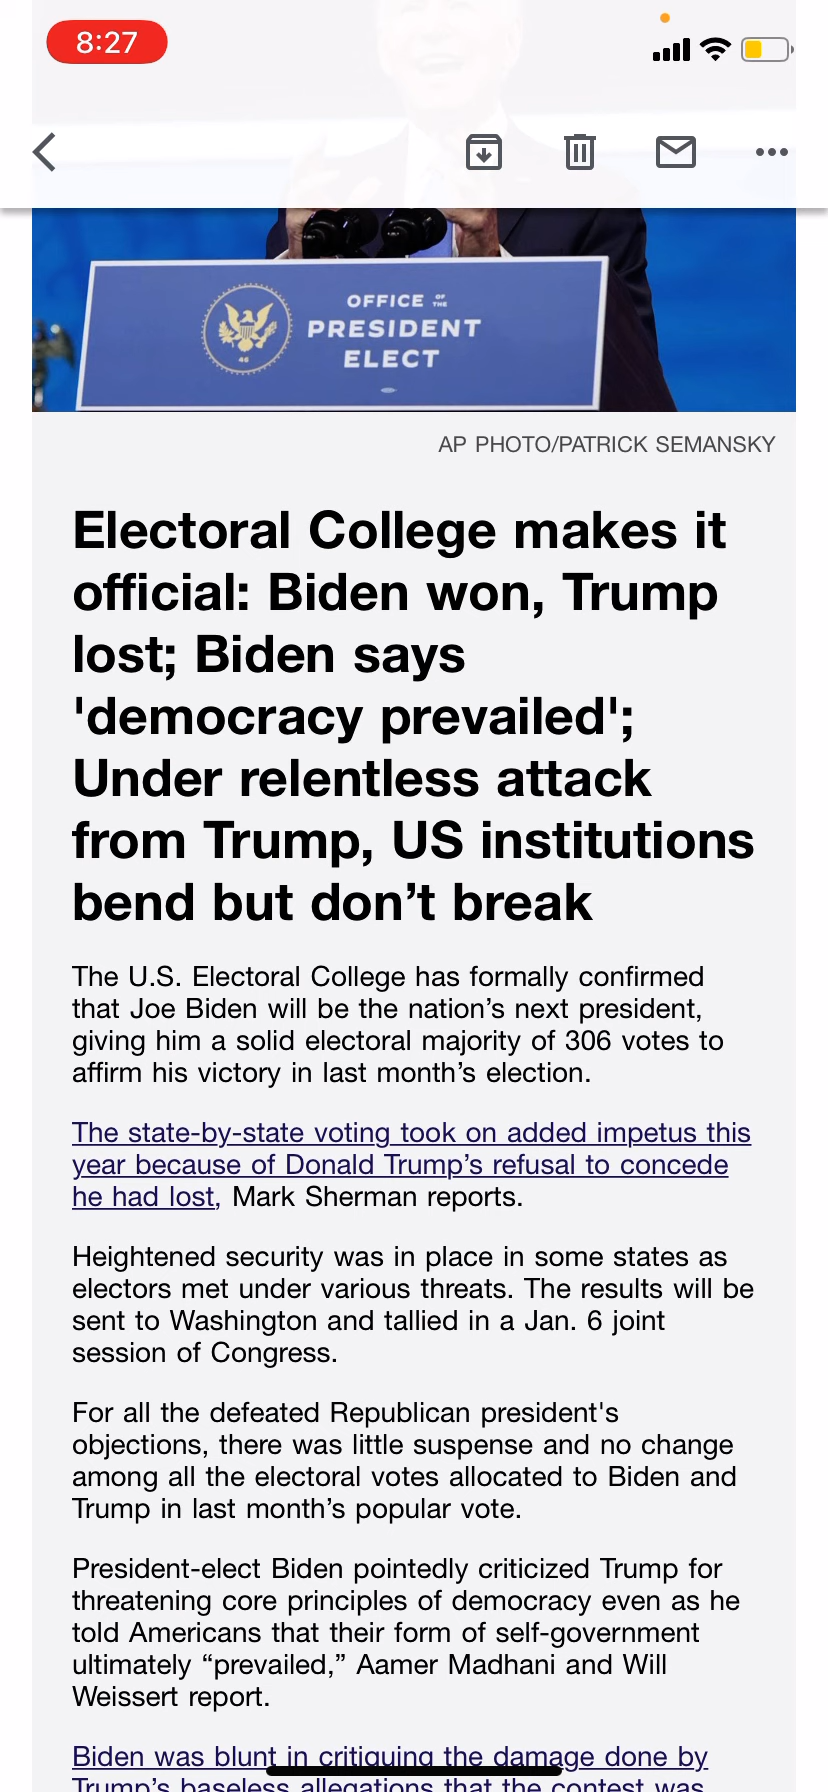 8:27
OFFICE OF THE
PRESIDENT
ELECT
46
AP PHOTO/PATRICK SEMANSKY
Electoral College makes it
official: Biden won, Trump
lost; Biden says
'democracy prevailed';
Under relentless attack
from Trump, US institutions
bend but don’t break
The U.S. Electoral College has formally confirmed
that Joe Biden will be the nation’s next president,
giving him a solid electoral majority of 306 votes to
affirm his victory in last month’s election.
The state-by-state voting took on added impetus this
year because of Donald Trump’s refusal to concede
he had lost, Mark Sherman reports.
Heightened security was in place in some states as
electors met under various threats. The results will be
sent to Washington and tallied in a Jan. 6 joint
session of Congress.
For all the defeated Republican president's
objections, there was little suspense and no change
among all the electoral votes allocated to Biden and
Trump in last month’s popular vote.
President-elect Biden pointedly criticized Trump for
threatening core principles of democracy even as he
told Americans that their form of self-government
ultimately “prevailed,” Aamer Madhani and Will
Weissert report.
Biden was blunt in critiquing the damage done by
Trump’s baseless allegations that the contest was